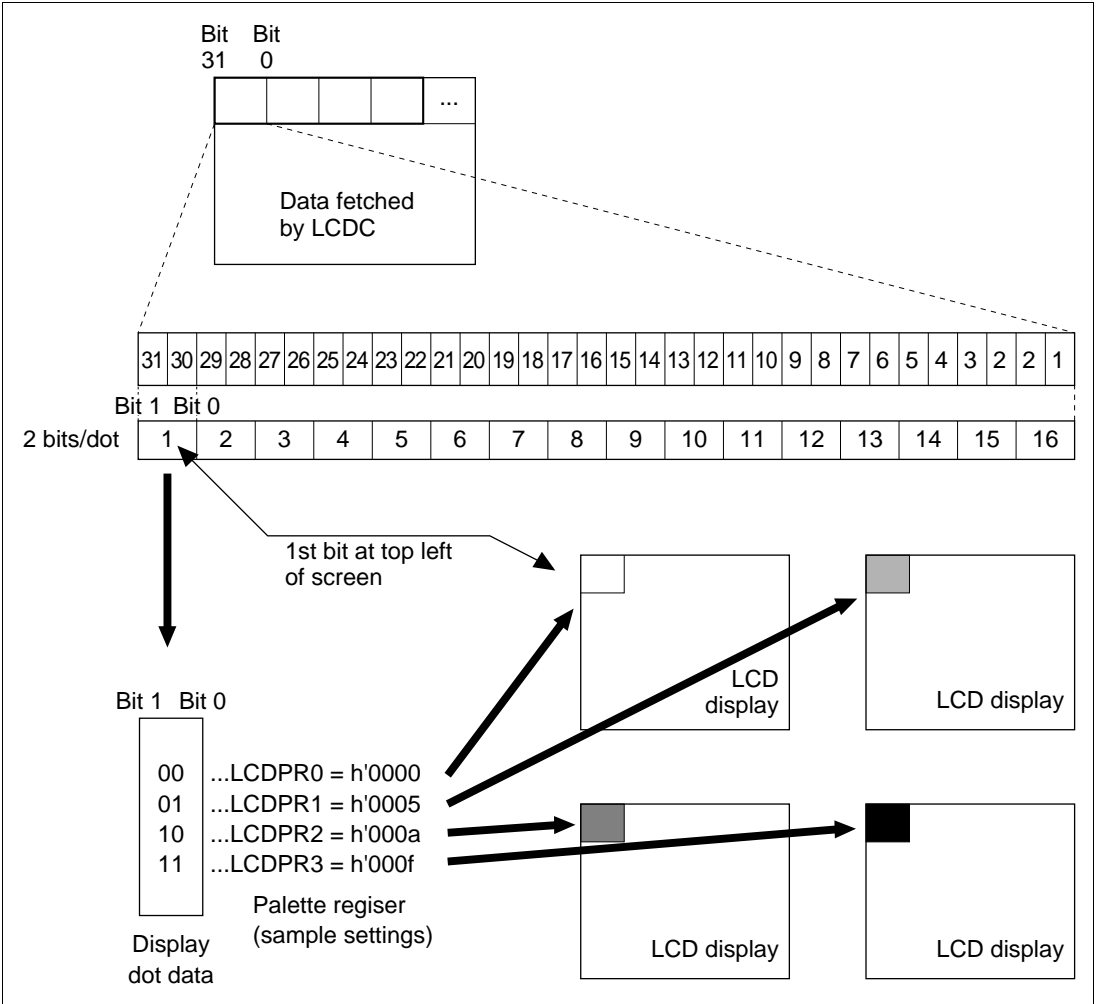 Bit Bit
31 0
...
Data fetched
by LCDC
31 30 29 28 27 26 25 24 23 22 21 20 19 18 17 16 15 14 13 12 11 10 9 8 7 6 5 4 3 2 2 1
Bit 1 Bit 0
2 bits/dot 1 2 3 4 5 6 7 8 9 10 11 12 13 14 15 16
1st bit at top left
of screen
LCD
display
LCD display
Bit 1 Bit 0
00 ...LCDPR0 = h'0000
01 ...LCDPR1 = h'0005
10 ...LCDPR2 = h'000a
11 ...LCDPR3 = h'000f
Palette regiser
(sample settings)
Display
dot data
LCD display
LCD display